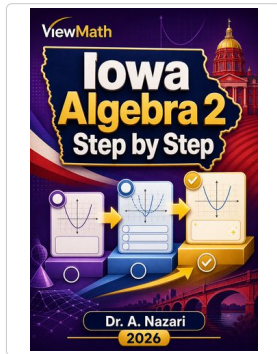 ViewMath
Iowa
Algebra 2
Step by Step
Dr. A. Nazari
2026